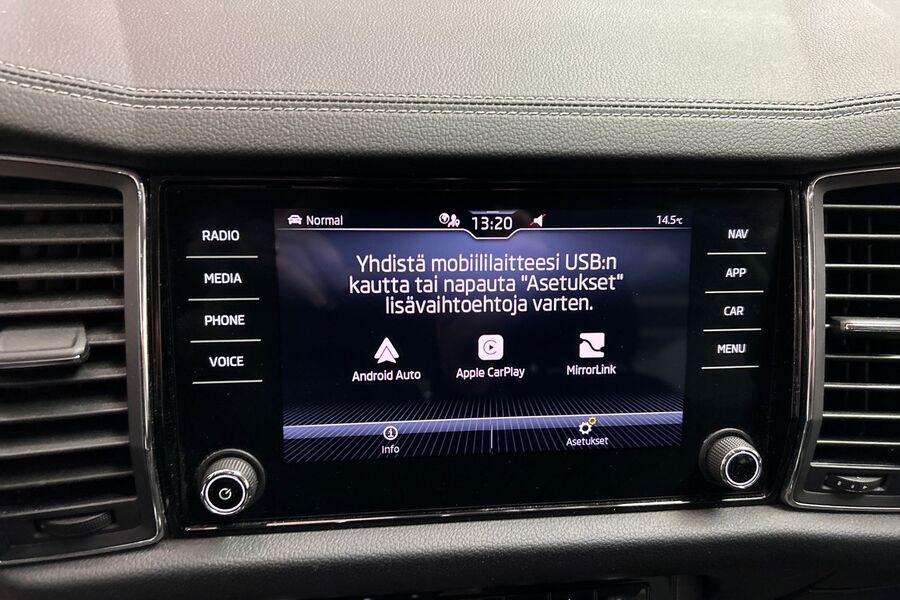 Normal 13:20 14.5°C
RADIO
MEDIA
PHONE
VOICE
Yhdistä mobiililaitteesi USB:n
kautta tai napauta "Asetukset"
lisävaihtoehtoja varten.
Android Auto
Apple CarPlay
MirrorLink
Info
Asetukset
NAV
APP
CAR
MENU